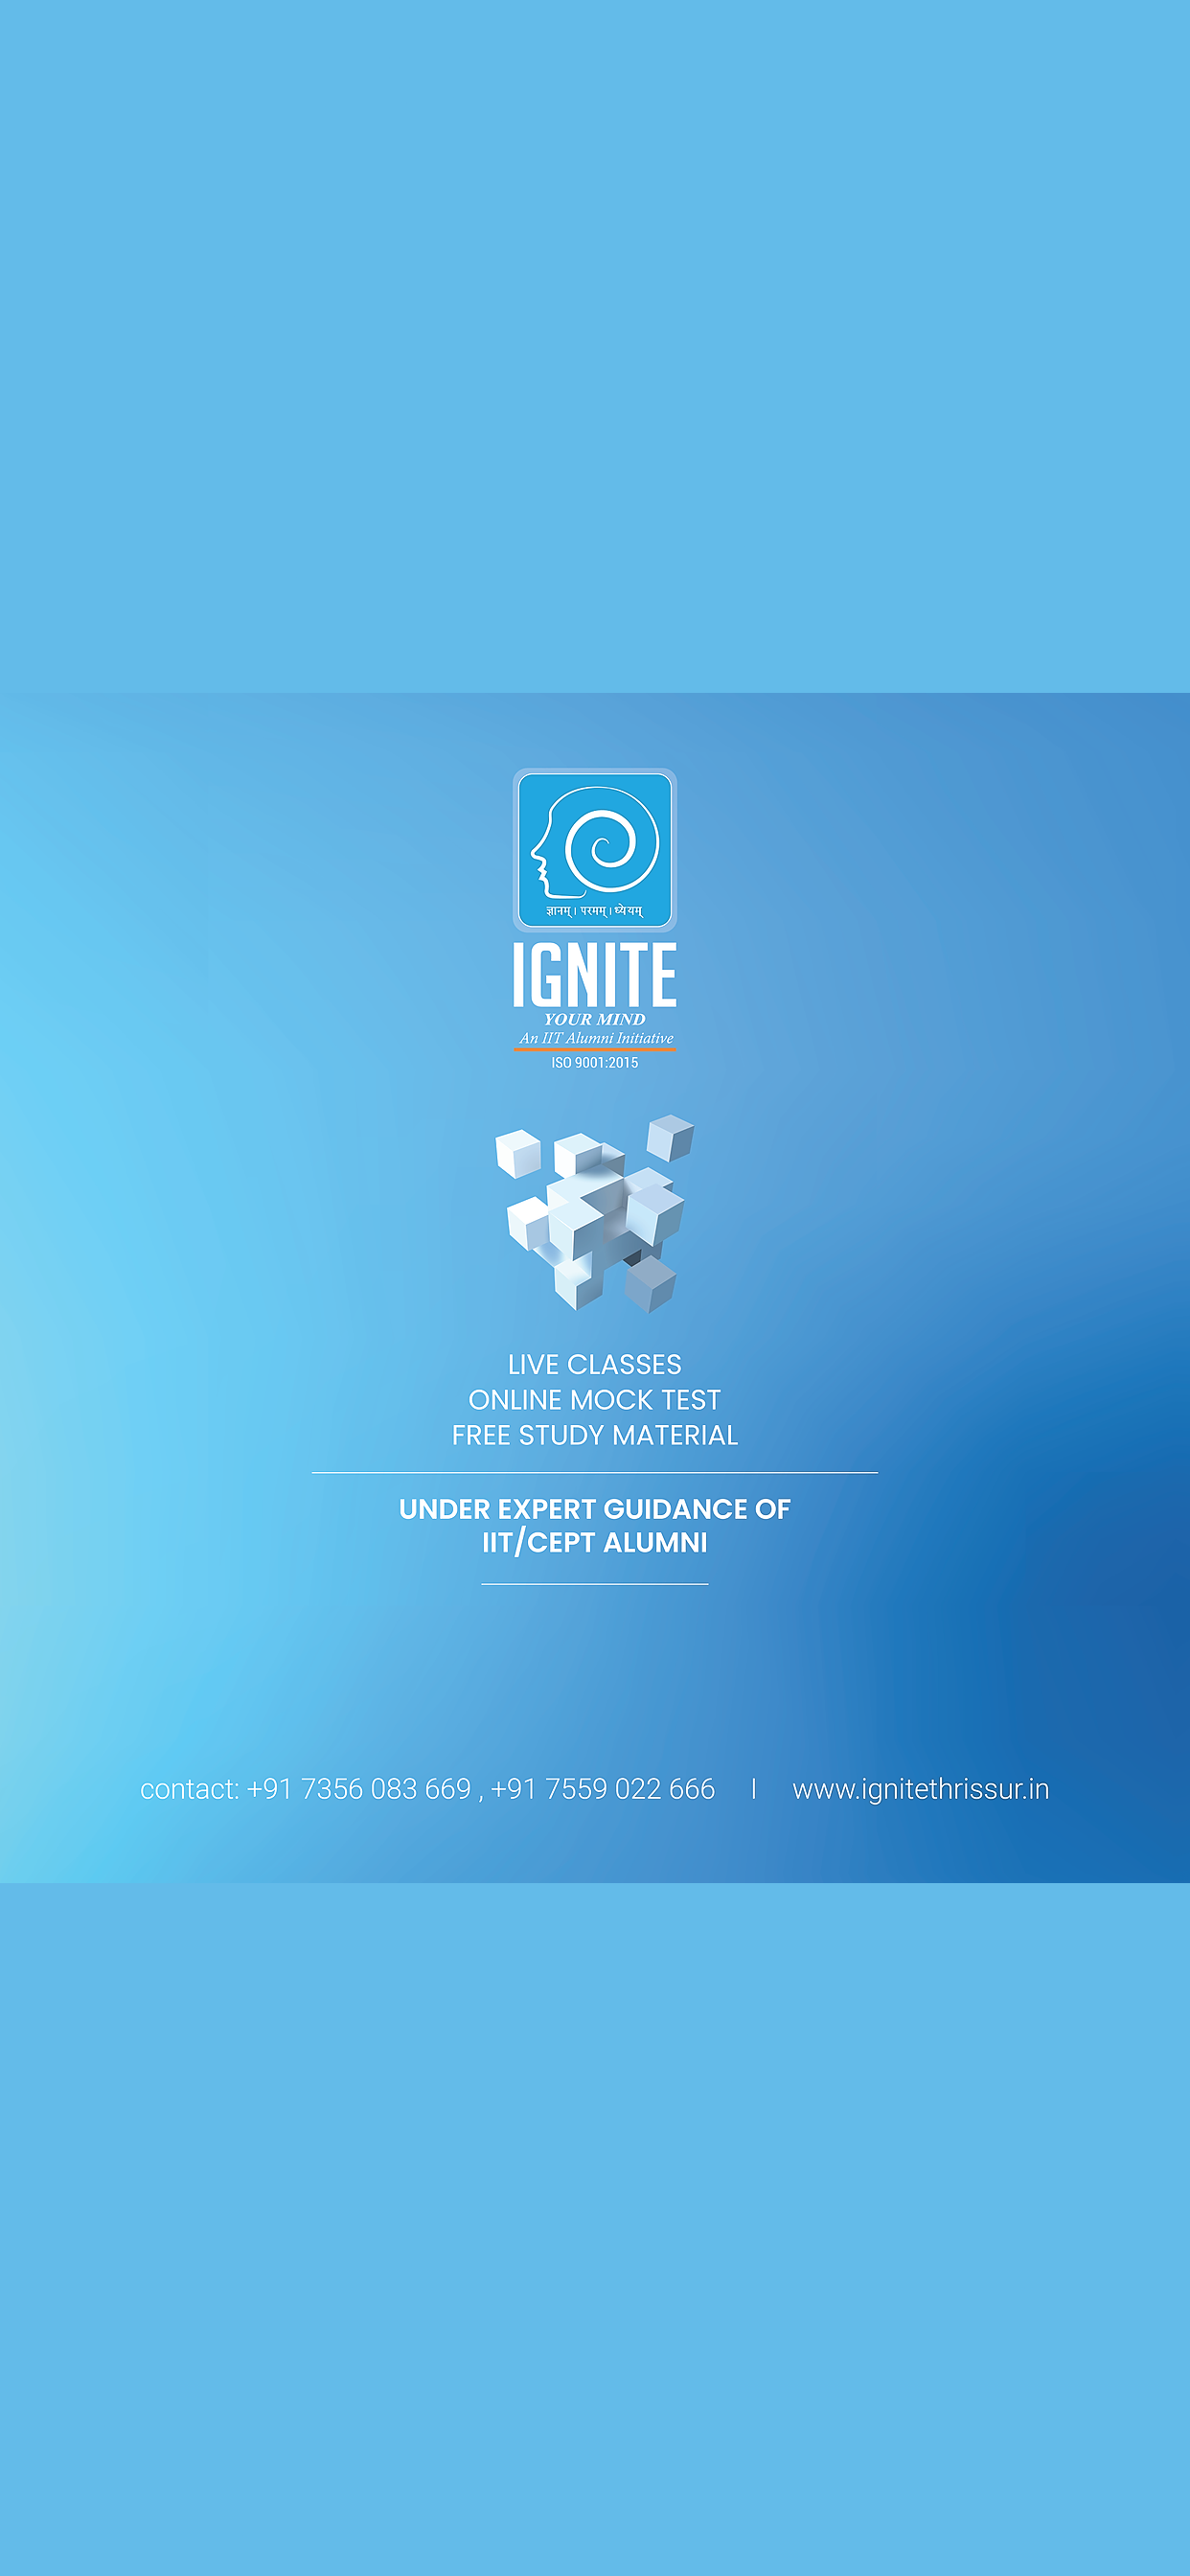 ज्ञानम् । परमम् । ध्येयम्
IGNITE
YOUR MIND
An IIT Alumni Initiative
ISO 9001:2015
LIVE CLASSES
ONLINE MOCK TEST
FREE STUDY MATERIAL
UNDER EXPERT GUIDANCE OF
IIT/CEPT ALUMNI
contact: +91 7356 083 669 , +91 7559 022 666 | www.ignitethrissur.in